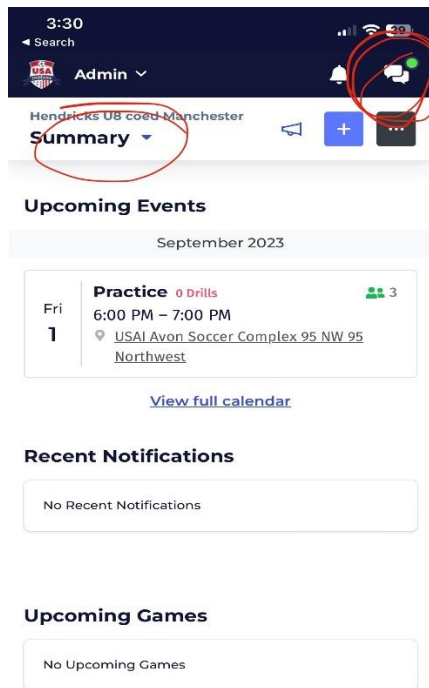 3:30
29
◄ Search
USA
Admin
Hendricks U8 coed Manchester
Summary
+
...
Upcoming Events
September 2023
Practice 0 Drills 3
Fri 6:00 PM – 7:00 PM
1 USAI Avon Soccer Complex 95 NW 95
Northwest
View full calendar
Recent Notifications
No Recent Notifications
Upcoming Games
No Upcoming Games